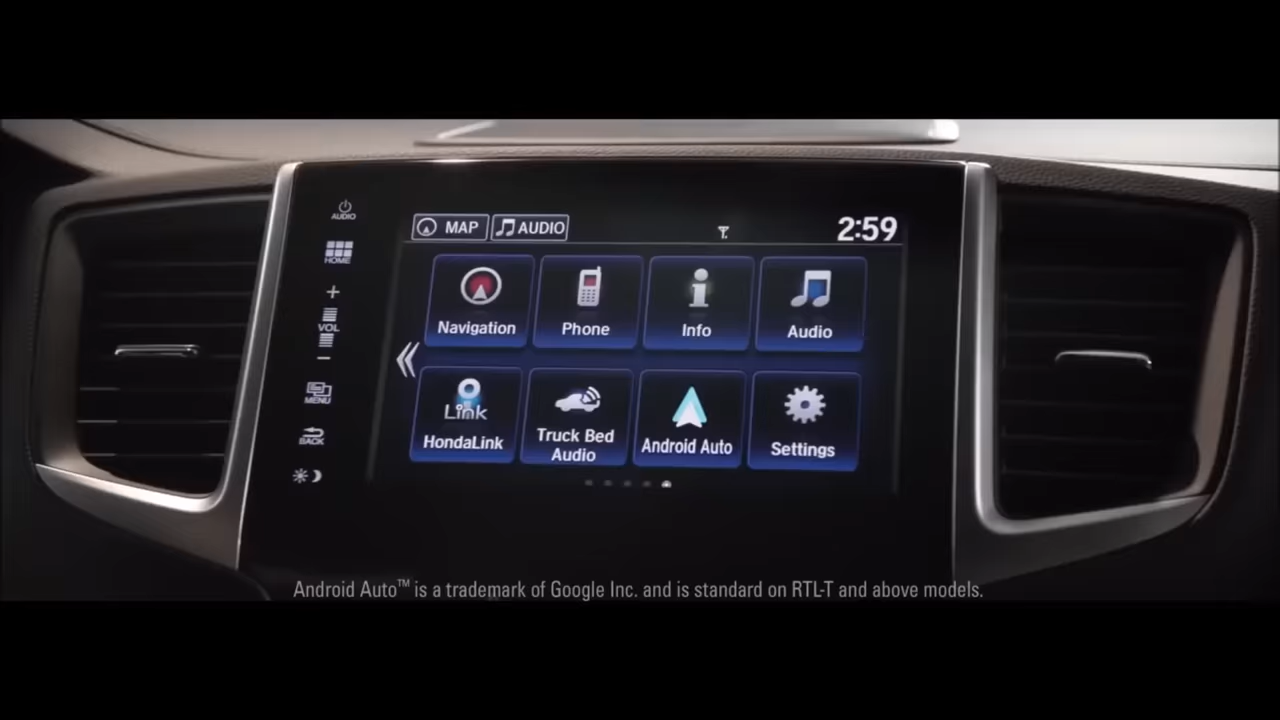 AUDIO
HOME
+
VOL
–
MENU
BACK
MAP
AUDIO
2:59
Navigation
Phone
Info
Audio
Link
HondaLink
Truck Bed
Audio
Android Auto
Settings
Android Auto™ is a trademark of Google Inc. and is standard on RTL-T and above models.